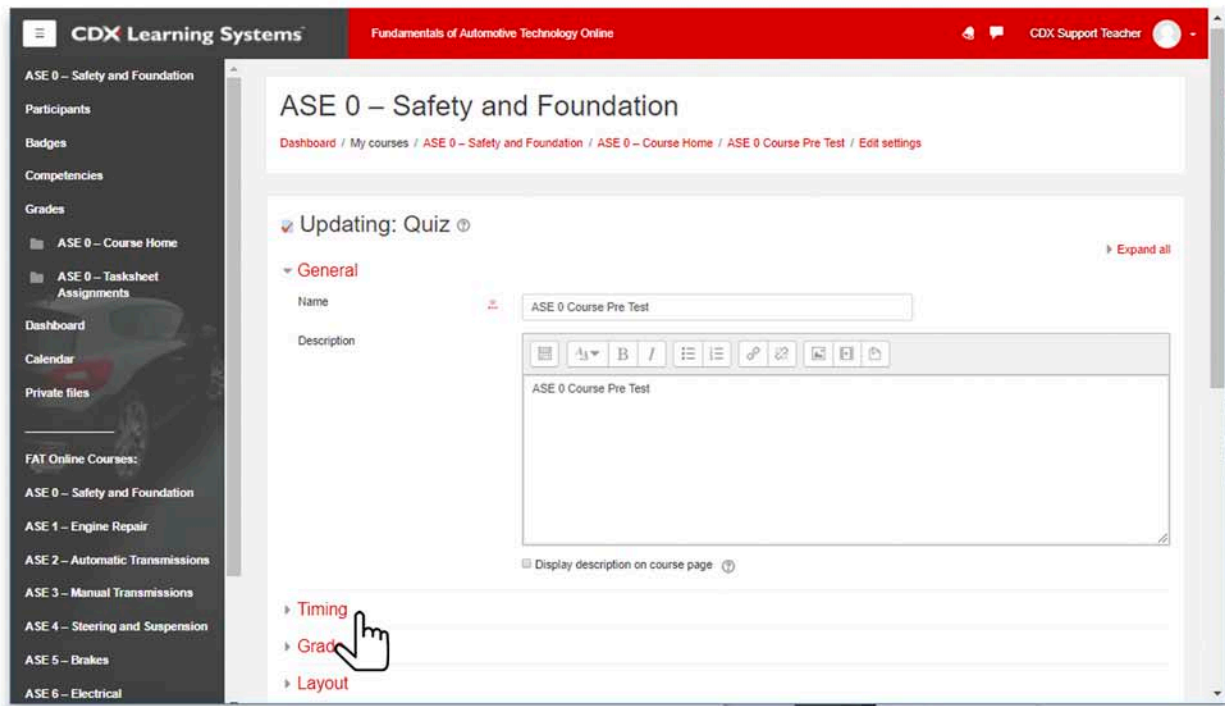 CDX Learning Systems™
Fundamentals of Automotive Technology Online
CDX Support Teacher
ASE 0 – Safety and Foundation
Participants
Badges
Competencies
Grades
ASE 0 – Course Home
ASE 0 – Tasksheet
Assignments
Dashboard
Calendar
Private files
FAT Online Courses:
ASE 0 – Safety and Foundation
ASE 1 – Engine Repair
ASE 2 – Automatic Transmissions
ASE 3 – Manual Transmissions
ASE 4 – Steering and Suspension
ASE 5 – Brakes
ASE 6 – Electrical
ASE 0 – Safety and Foundation
Dashboard / My courses / ASE 0 – Safety and Foundation / ASE 0 – Course Home / ASE 0 Course Pre Test / Edit settings
Updating: Quiz
Expand all
General
Name
ASE 0 Course Pre Test
Description
B I
ASE 0 Course Pre Test
Display description on course page
Timing
Layout